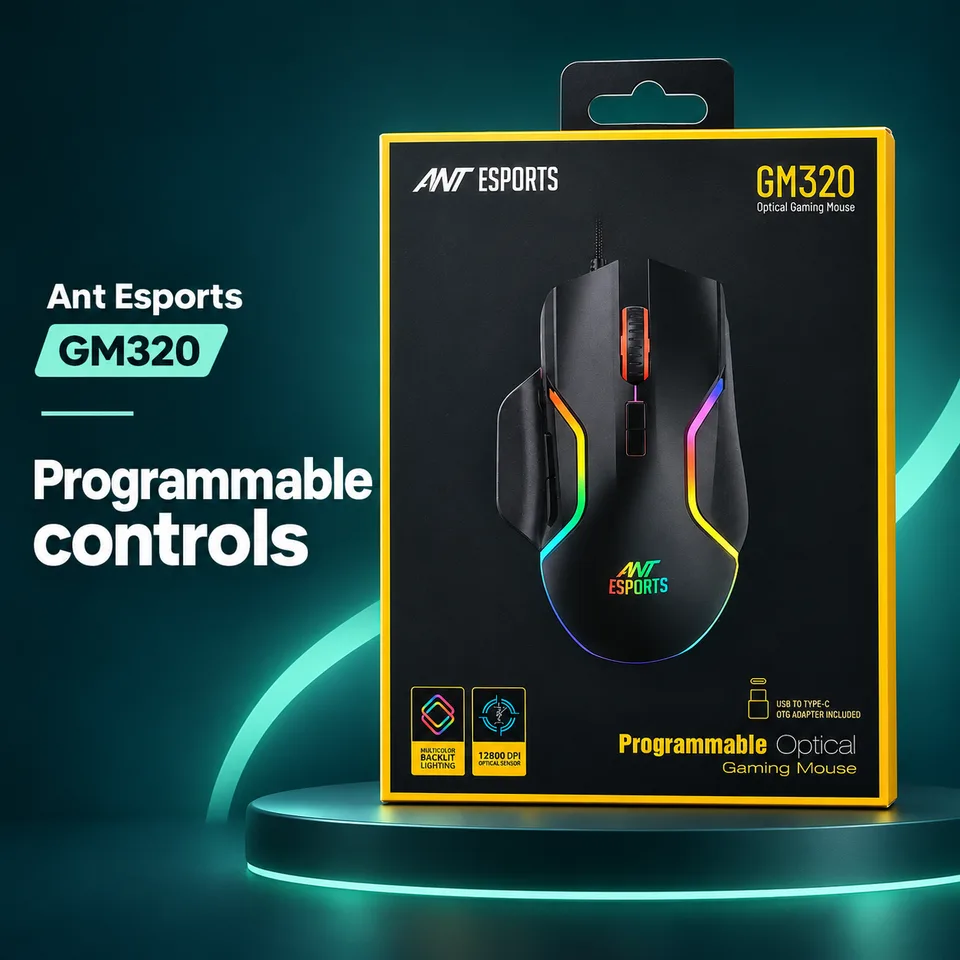 Ant Esports
GM320
Programmable
controls
ANT ESPORTS
GM320
Optical Gaming Mouse
ANT
ESPORTS
MULTICOLOR
BACKLIT
LIGHTING
12800 DPI
OPTICAL SENSOR
USB TO TYPE-C
OTG ADAPTER INCLUDED
Programmable Optical
Gaming Mouse